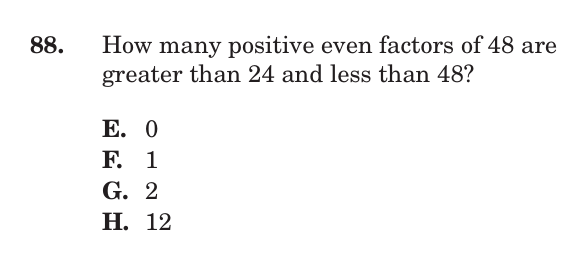 88. How many positive even factors of 48 are
greater than 24 and less than 48?
E. 0
F. 1
G. 2
H. 12